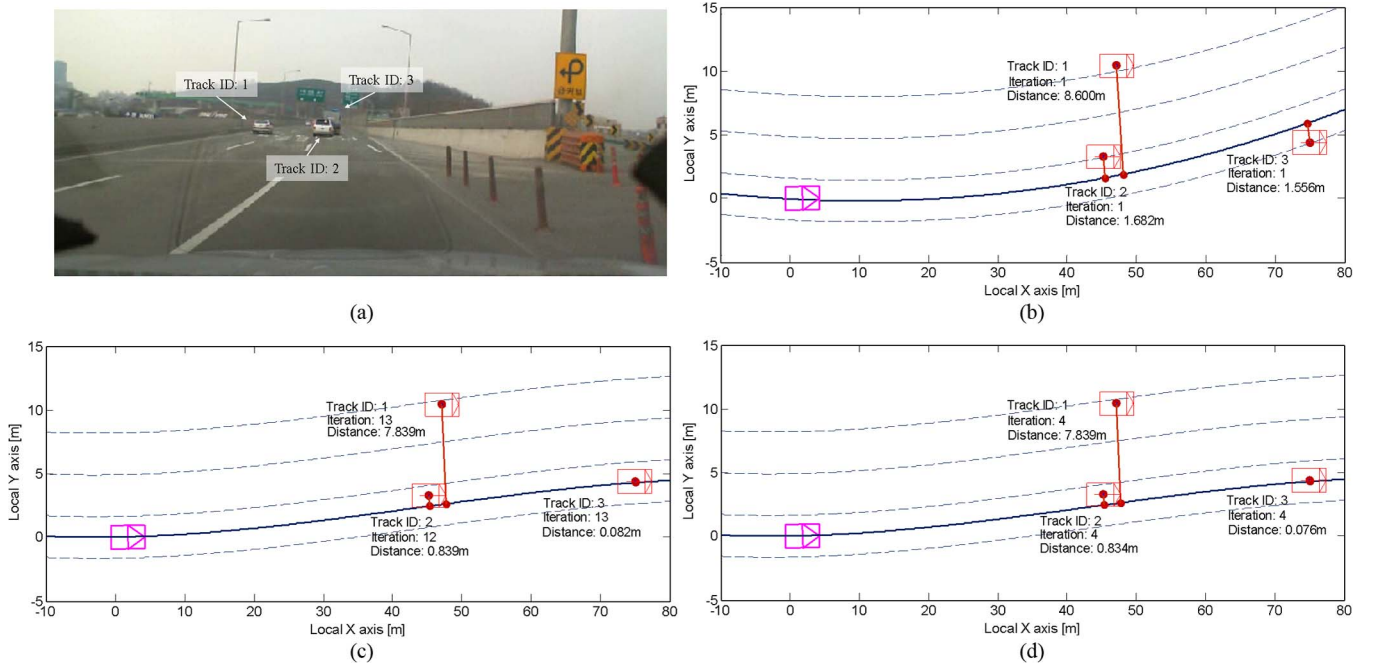 Track ID: 1
Track ID: 3
Track ID: 2
(a)
15
10
5
0
-5
Local Y axis [m]
Track ID: 1
Iteration: 1
Distance: 8.600m
Track ID: 2
Iteration: 1
Distance: 1.682m
Track ID: 3
Iteration: 1
Distance: 1.556m
-10 0 10 20 30 40 50 60 70 80
Local X axis [m]
(b)
15
10
5
0
-5
Local Y axis [m]
Track ID: 1
Iteration: 13
Distance: 7.839m
Track ID: 2
Iteration: 12
Distance: 0.839m
Track ID: 3
Iteration: 13
Distance: 0.082m
-10 0 10 20 30 40 50 60 70 80
Local X axis [m]
(c)
15
10
5
0
-5
Local Y axis [m]
Track ID: 1
Iteration: 4
Distance: 7.839m
Track ID: 2
Iteration: 4
Distance: 0.834m
Track ID: 3
Iteration: 4
Distance: 0.076m
-10 0 10 20 30 40 50 60 70 80
Local X axis [m]
(d)